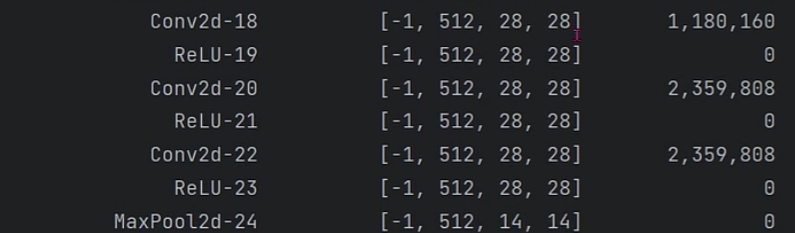 Conv2d-18 [-1, 512, 28, 28] 1,180,160
ReLU-19 [-1, 512, 28, 28] 0
Conv2d-20 [-1, 512, 28, 28] 2,359,808
ReLU-21 [-1, 512, 28, 28] 0
Conv2d-22 [-1, 512, 28, 28] 2,359,808
ReLU-23 [-1, 512, 28, 28] 0
MaxPool2d-24 [-1, 512, 14, 14] 0